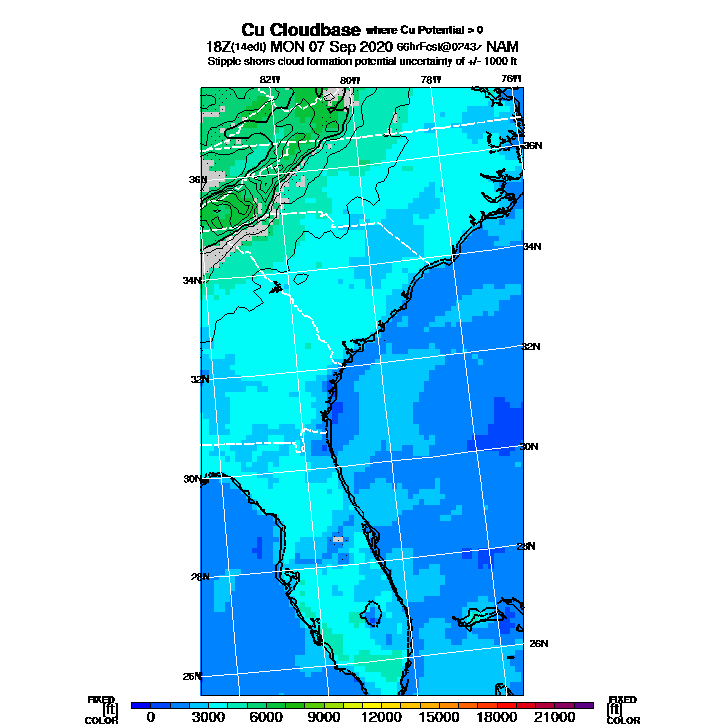 Cu Cloudbase where Cu Potential > 0
18Z(14edt) MON 07 Sep 2020 66hrFcst@0243z NAM
Stipple shows cloud formation potential uncertainty of +/- 1000 ft
82W 80W 78W 76W
36N
36N
34N
34N
32N
32N
30N
30N
28N
28N
26N
26N
FIXED FIXED
[ft] [ft]
COLOR COLOR
0 3000 6000 9000 12000 15000 18000 21000